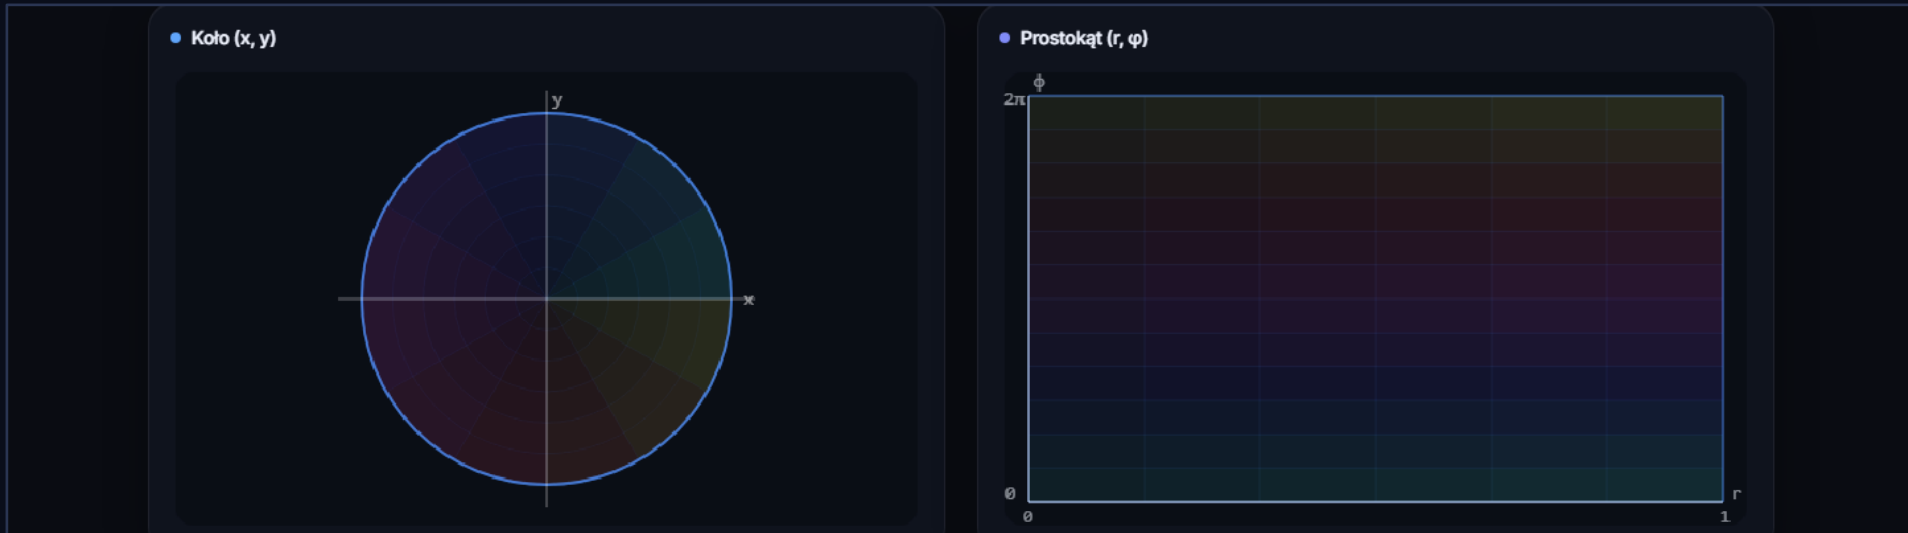 Koło (x, y)
y
x
Prostokąt (r, φ)
ϕ
2π
0
r
0
1